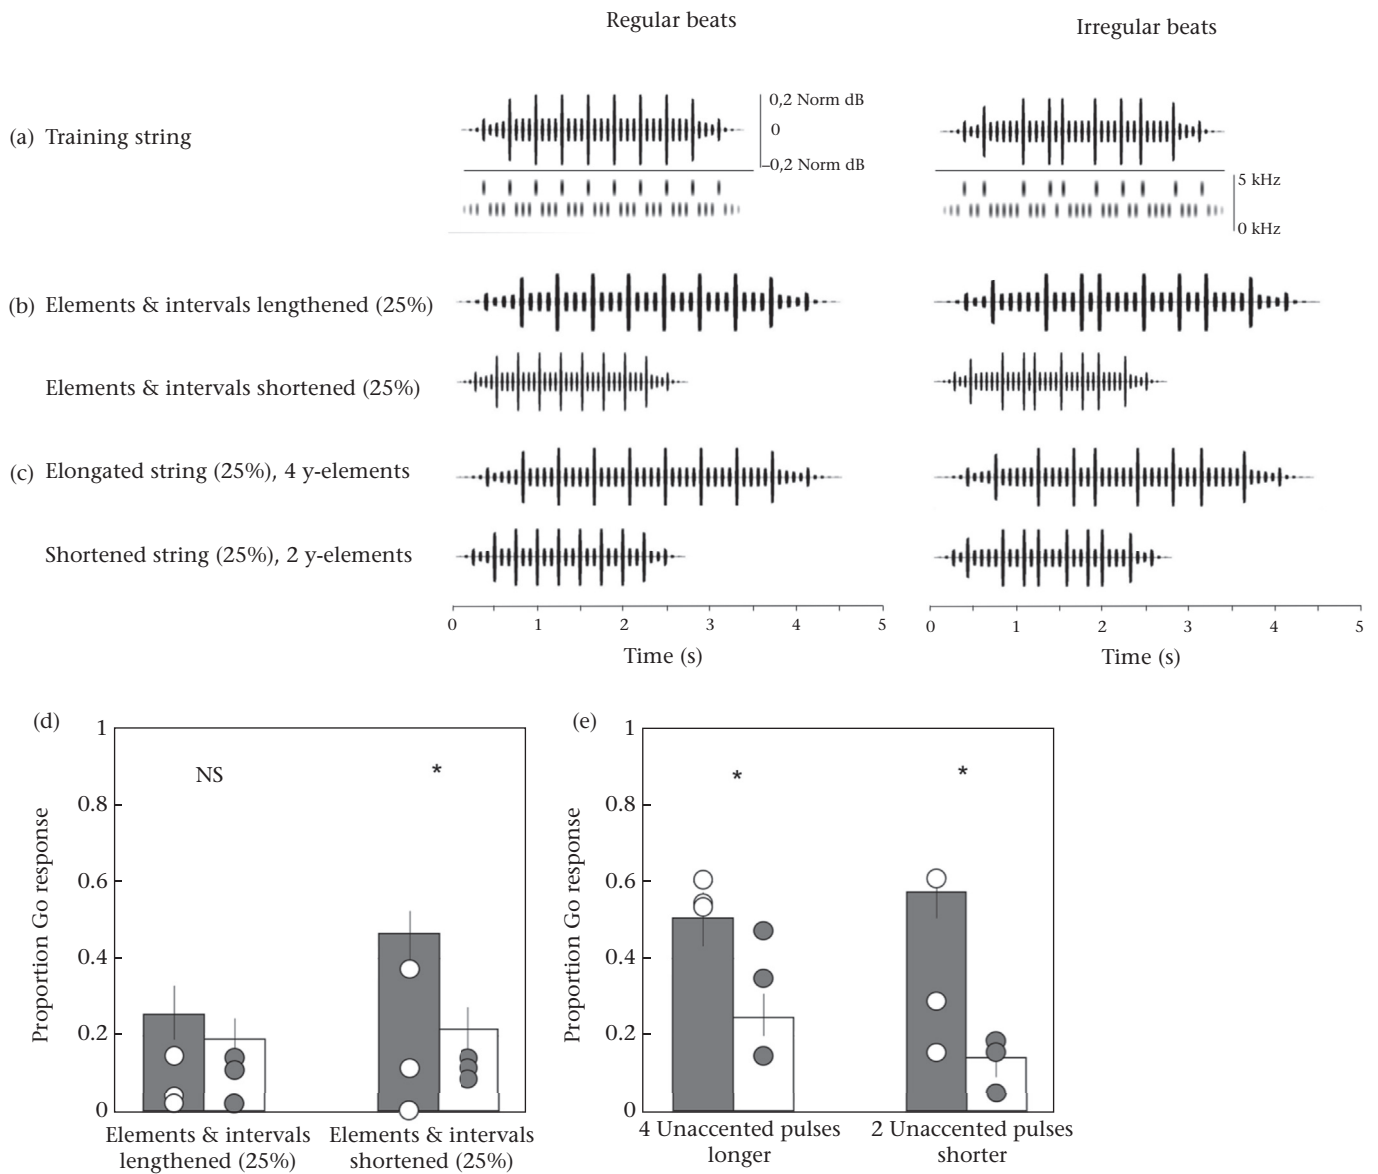 Regular beats
Irregular beats
(a) Training string
0,2 Norm dB
0
–0,2 Norm dB
5 kHz
0 kHz
(b) Elements & intervals lengthened (25%)
Elements & intervals shortened (25%)
(c) Elongated string (25%), 4 y-elements
Shortened string (25%), 2 y-elements
0 1 2 3 4 5
0 1 2 3 4 5
Time (s)
Time (s)
(d)
1
0.8
0.6
0.4
0.2
0
Proportion Go response
NS
*
Elements & intervals
lengthened (25%)
Elements & intervals
shortened (25%)
(e)
1
0.8
0.6
0.4
0.2
0
Proportion Go response
*
*
4 Unaccented pulses
longer
2 Unaccented pulses
shorter